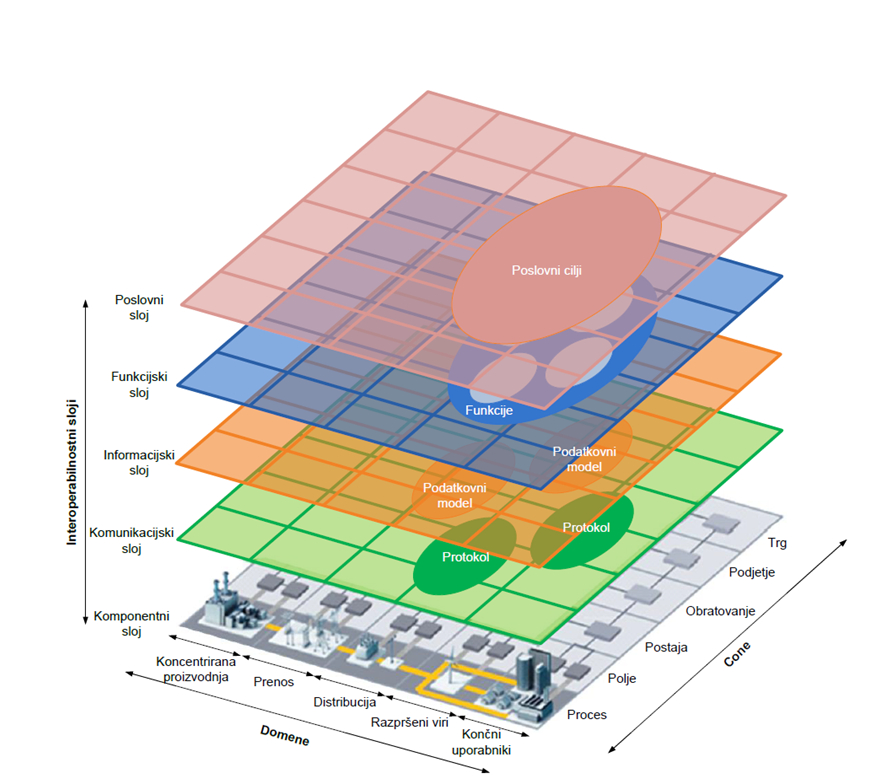 Poslovni cilji
Poslovni
sloj
Funkcijski
sloj
Funkcije
Informacijski
sloj
Podatkovni
model
Podatkovni
model
Komunikacijski
sloj
Protokol
Protokol
Komponentni
sloj
Interoperabilnostni sloji
Koncentrirana
proizvodnja
Prenos
Distribucija
Razpršeni viri
Končni
uporabniki
Domene
Trg
Podjetje
Obratovanje
Postaja
Polje
Proces
Cone